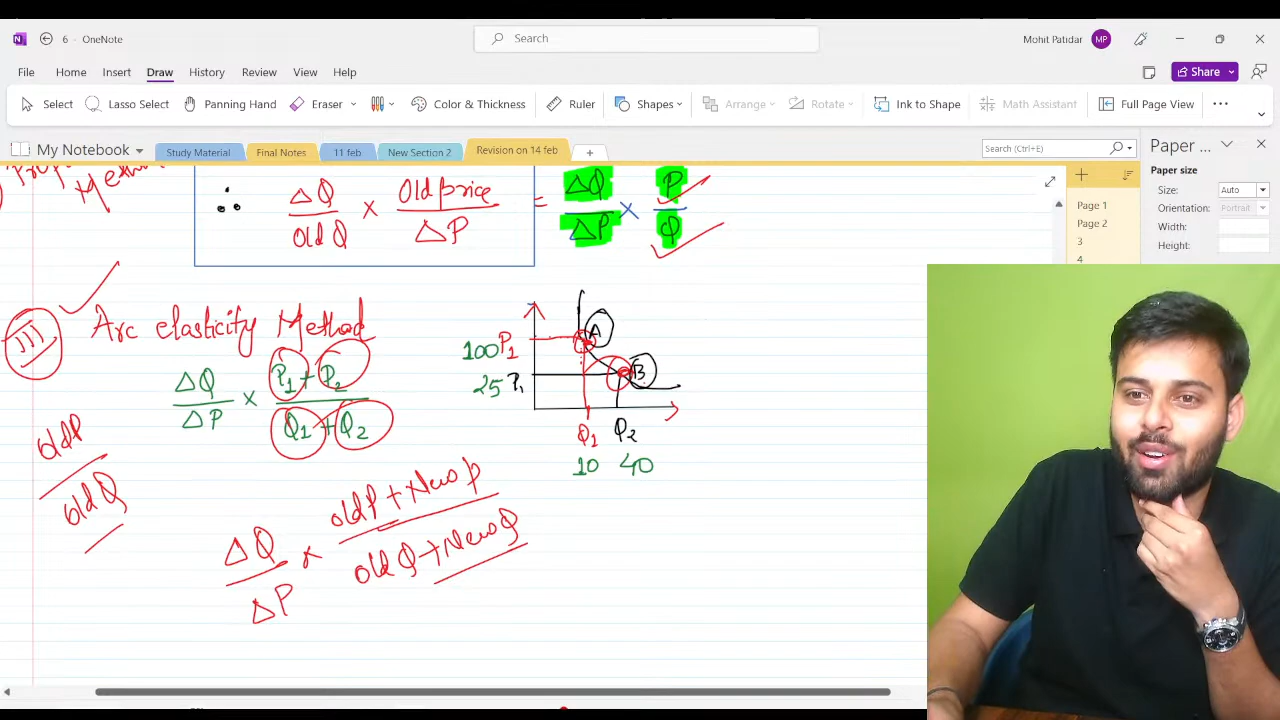 6 - OneNote
Search
Mohit Patidar MP
File Home Insert Draw History Review View Help
Share
Select Lasso Select Panning Hand Eraser Color & Thickness Ruler Shapes Arrange Rotate Ink to Shape Math Assistant Full Page View
My Notebook Study Material Final Notes 11 feb New Section 2 Revision on 14 feb
Search (Ctrl+E)
Paper ...
Paper size
Size: Auto
Orientation: Portrait
Width:
Height:
Page 1
Page 2
3
4
Method
∴ ΔQ / old Q × Old price / ΔP = ΔQ / ΔP × P / Q
III Arc elasticity Method
ΔQ / ΔP × P1 + P2 / Q1 + Q2
old P / old Q
ΔQ / ΔP × old P + New P / old Q + New Q
A
100 P1
B
25 P1
Q1 Q2
10 40